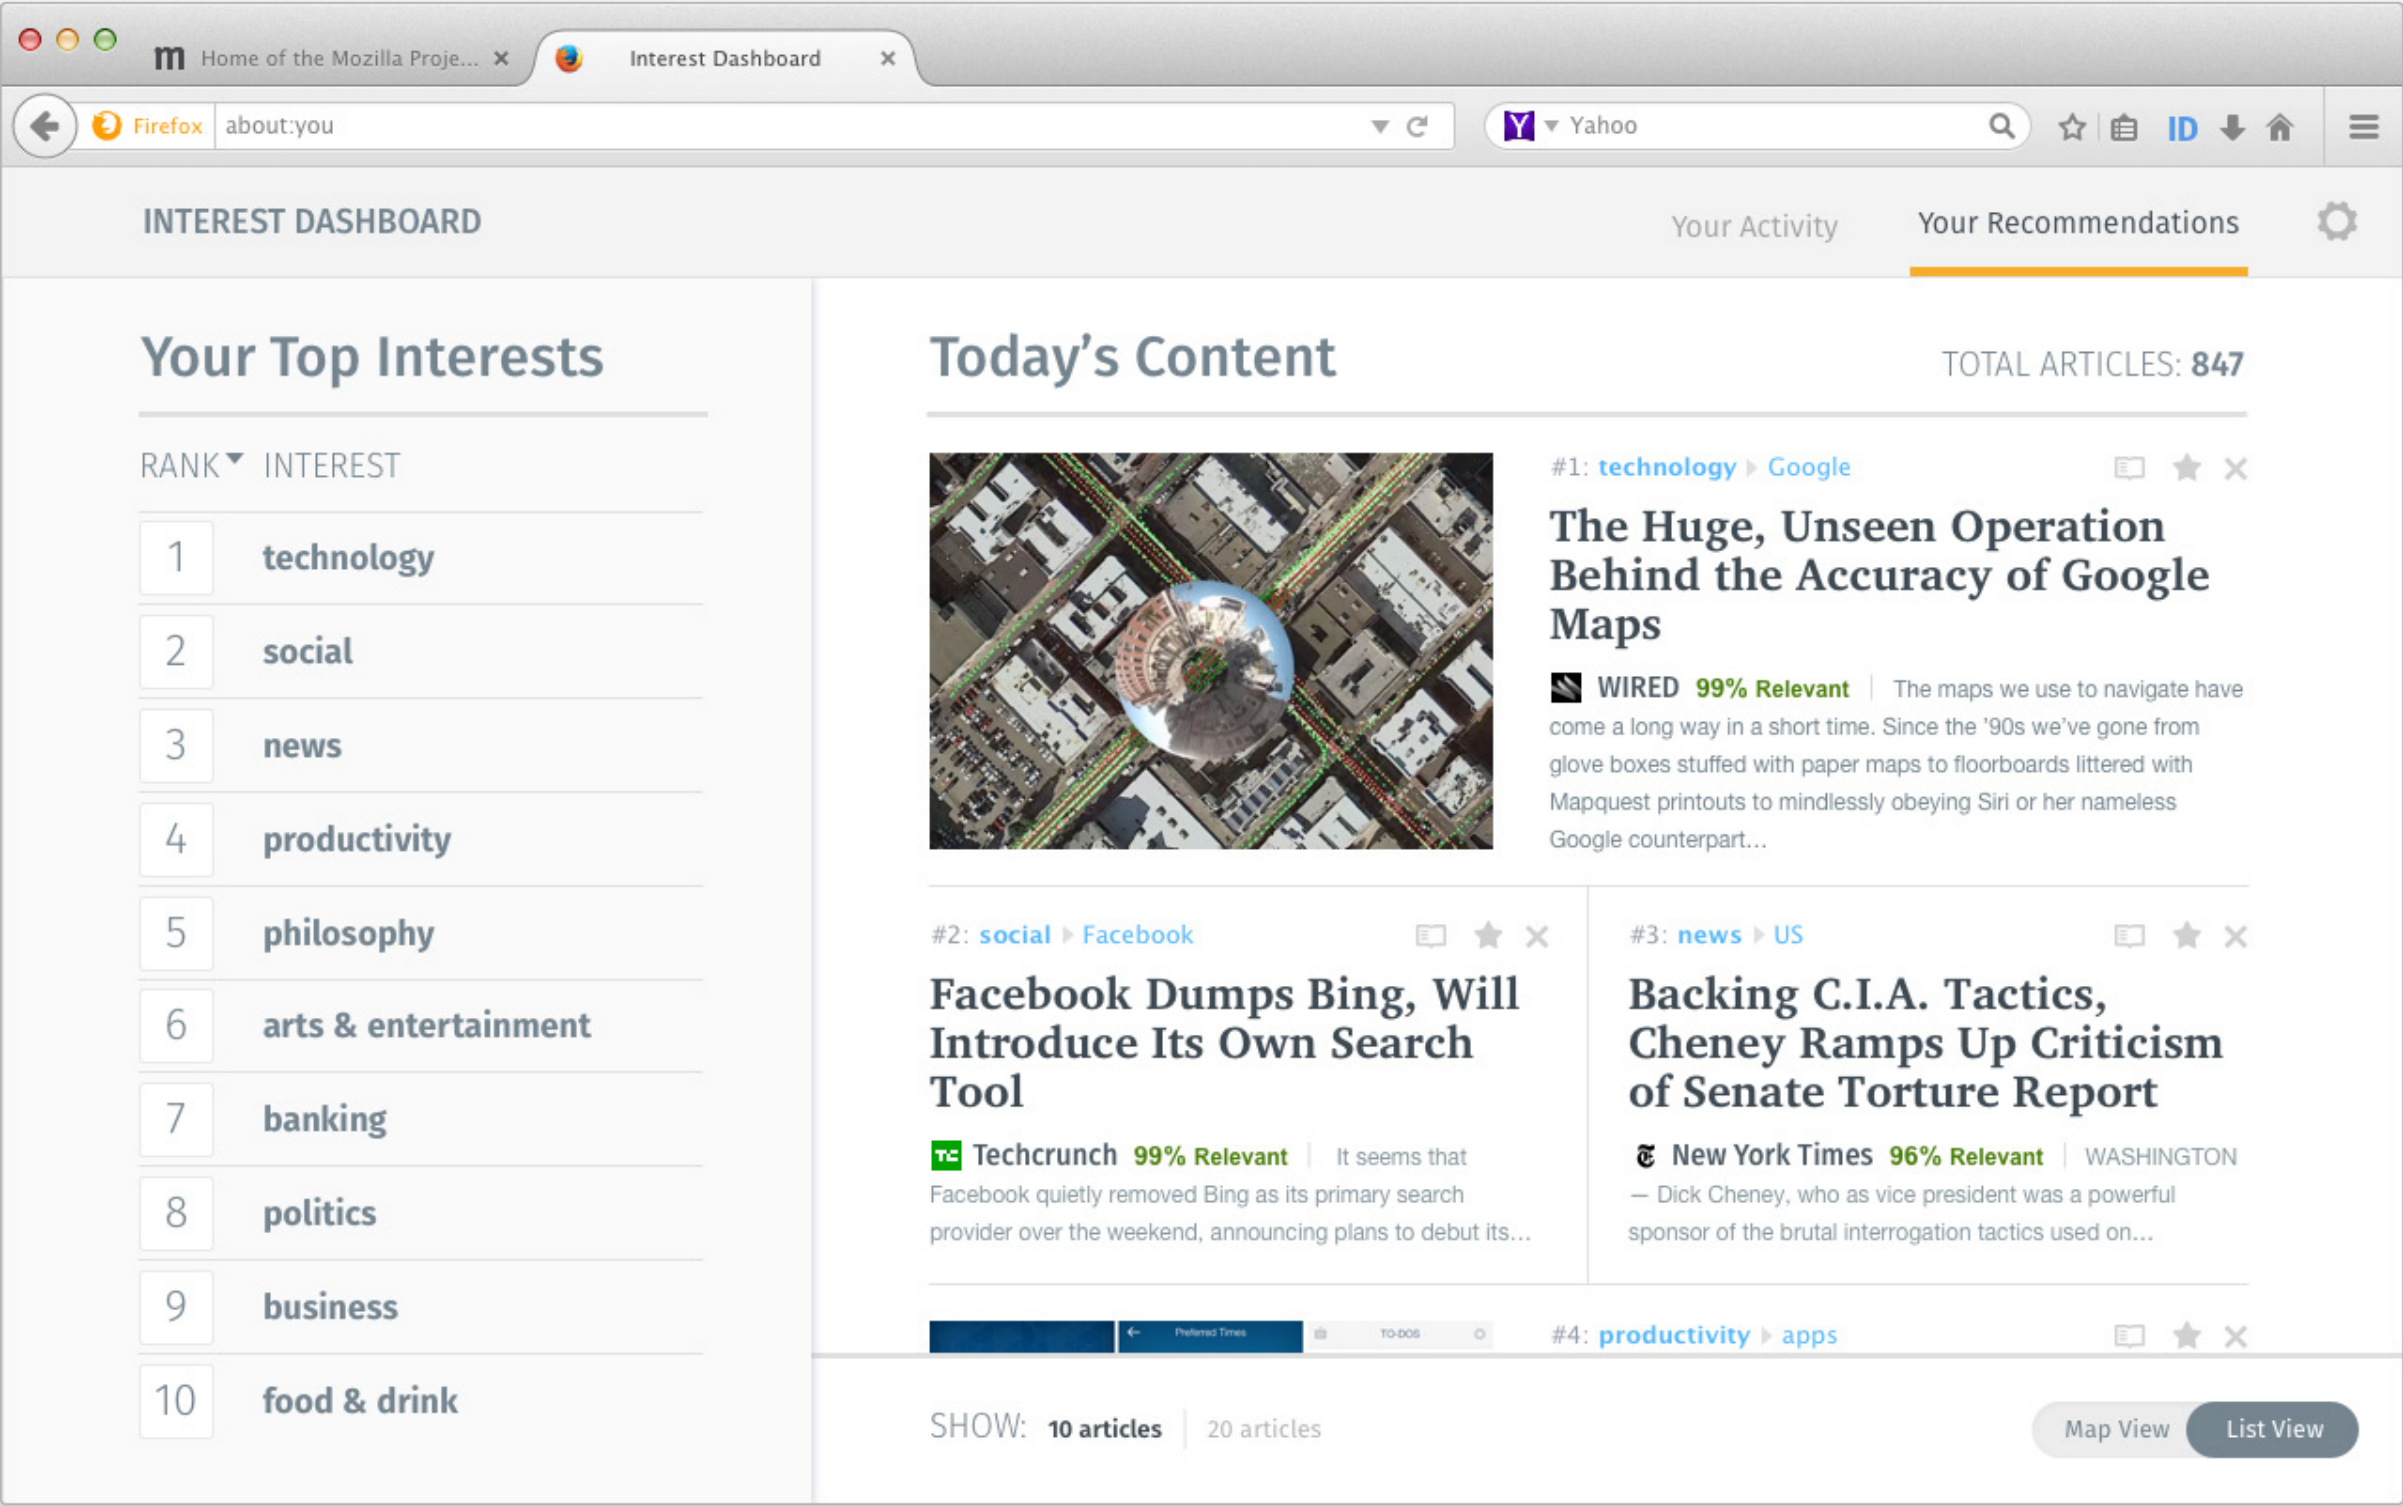 m Home of the Mozilla Proje...
Interest Dashboard
Firefox about:you
Y Yahoo
ID
INTEREST DASHBOARD
Your Activity
Your Recommendations
Your Top Interests
RANK INTEREST
1 technology
2 social
3 news
4 productivity
5 philosophy
6 arts & entertainment
7 banking
8 politics
9 business
10 food & drink
Today's Content
TOTAL ARTICLES: 847
#1: technology Google
The Huge, Unseen Operation
Behind the Accuracy of Google
Maps
WIRED 99% Relevant The maps we use to navigate have
come a long way in a short time. Since the '90s we've gone from
glove boxes stuffed with paper maps to floorboards littered with
Mapquest printouts to mindlessly obeying Siri or her nameless
Google counterpart...
#2: social Facebook
Facebook Dumps Bing, Will
Introduce Its Own Search
Tool
TC Techcrunch 99% Relevant It seems that
Facebook quietly removed Bing as its primary search
provider over the weekend, announcing plans to debut its...
#3: news US
Backing C.I.A. Tactics,
Cheney Ramps Up Criticism
of Senate Torture Report
T New York Times 96% Relevant WASHINGTON
— Dick Cheney, who as vice president was a powerful
sponsor of the brutal interrogation tactics used on...
Preferred Times
TO-DOS
#4: productivity apps
SHOW: 10 articles 20 articles
Map View List View